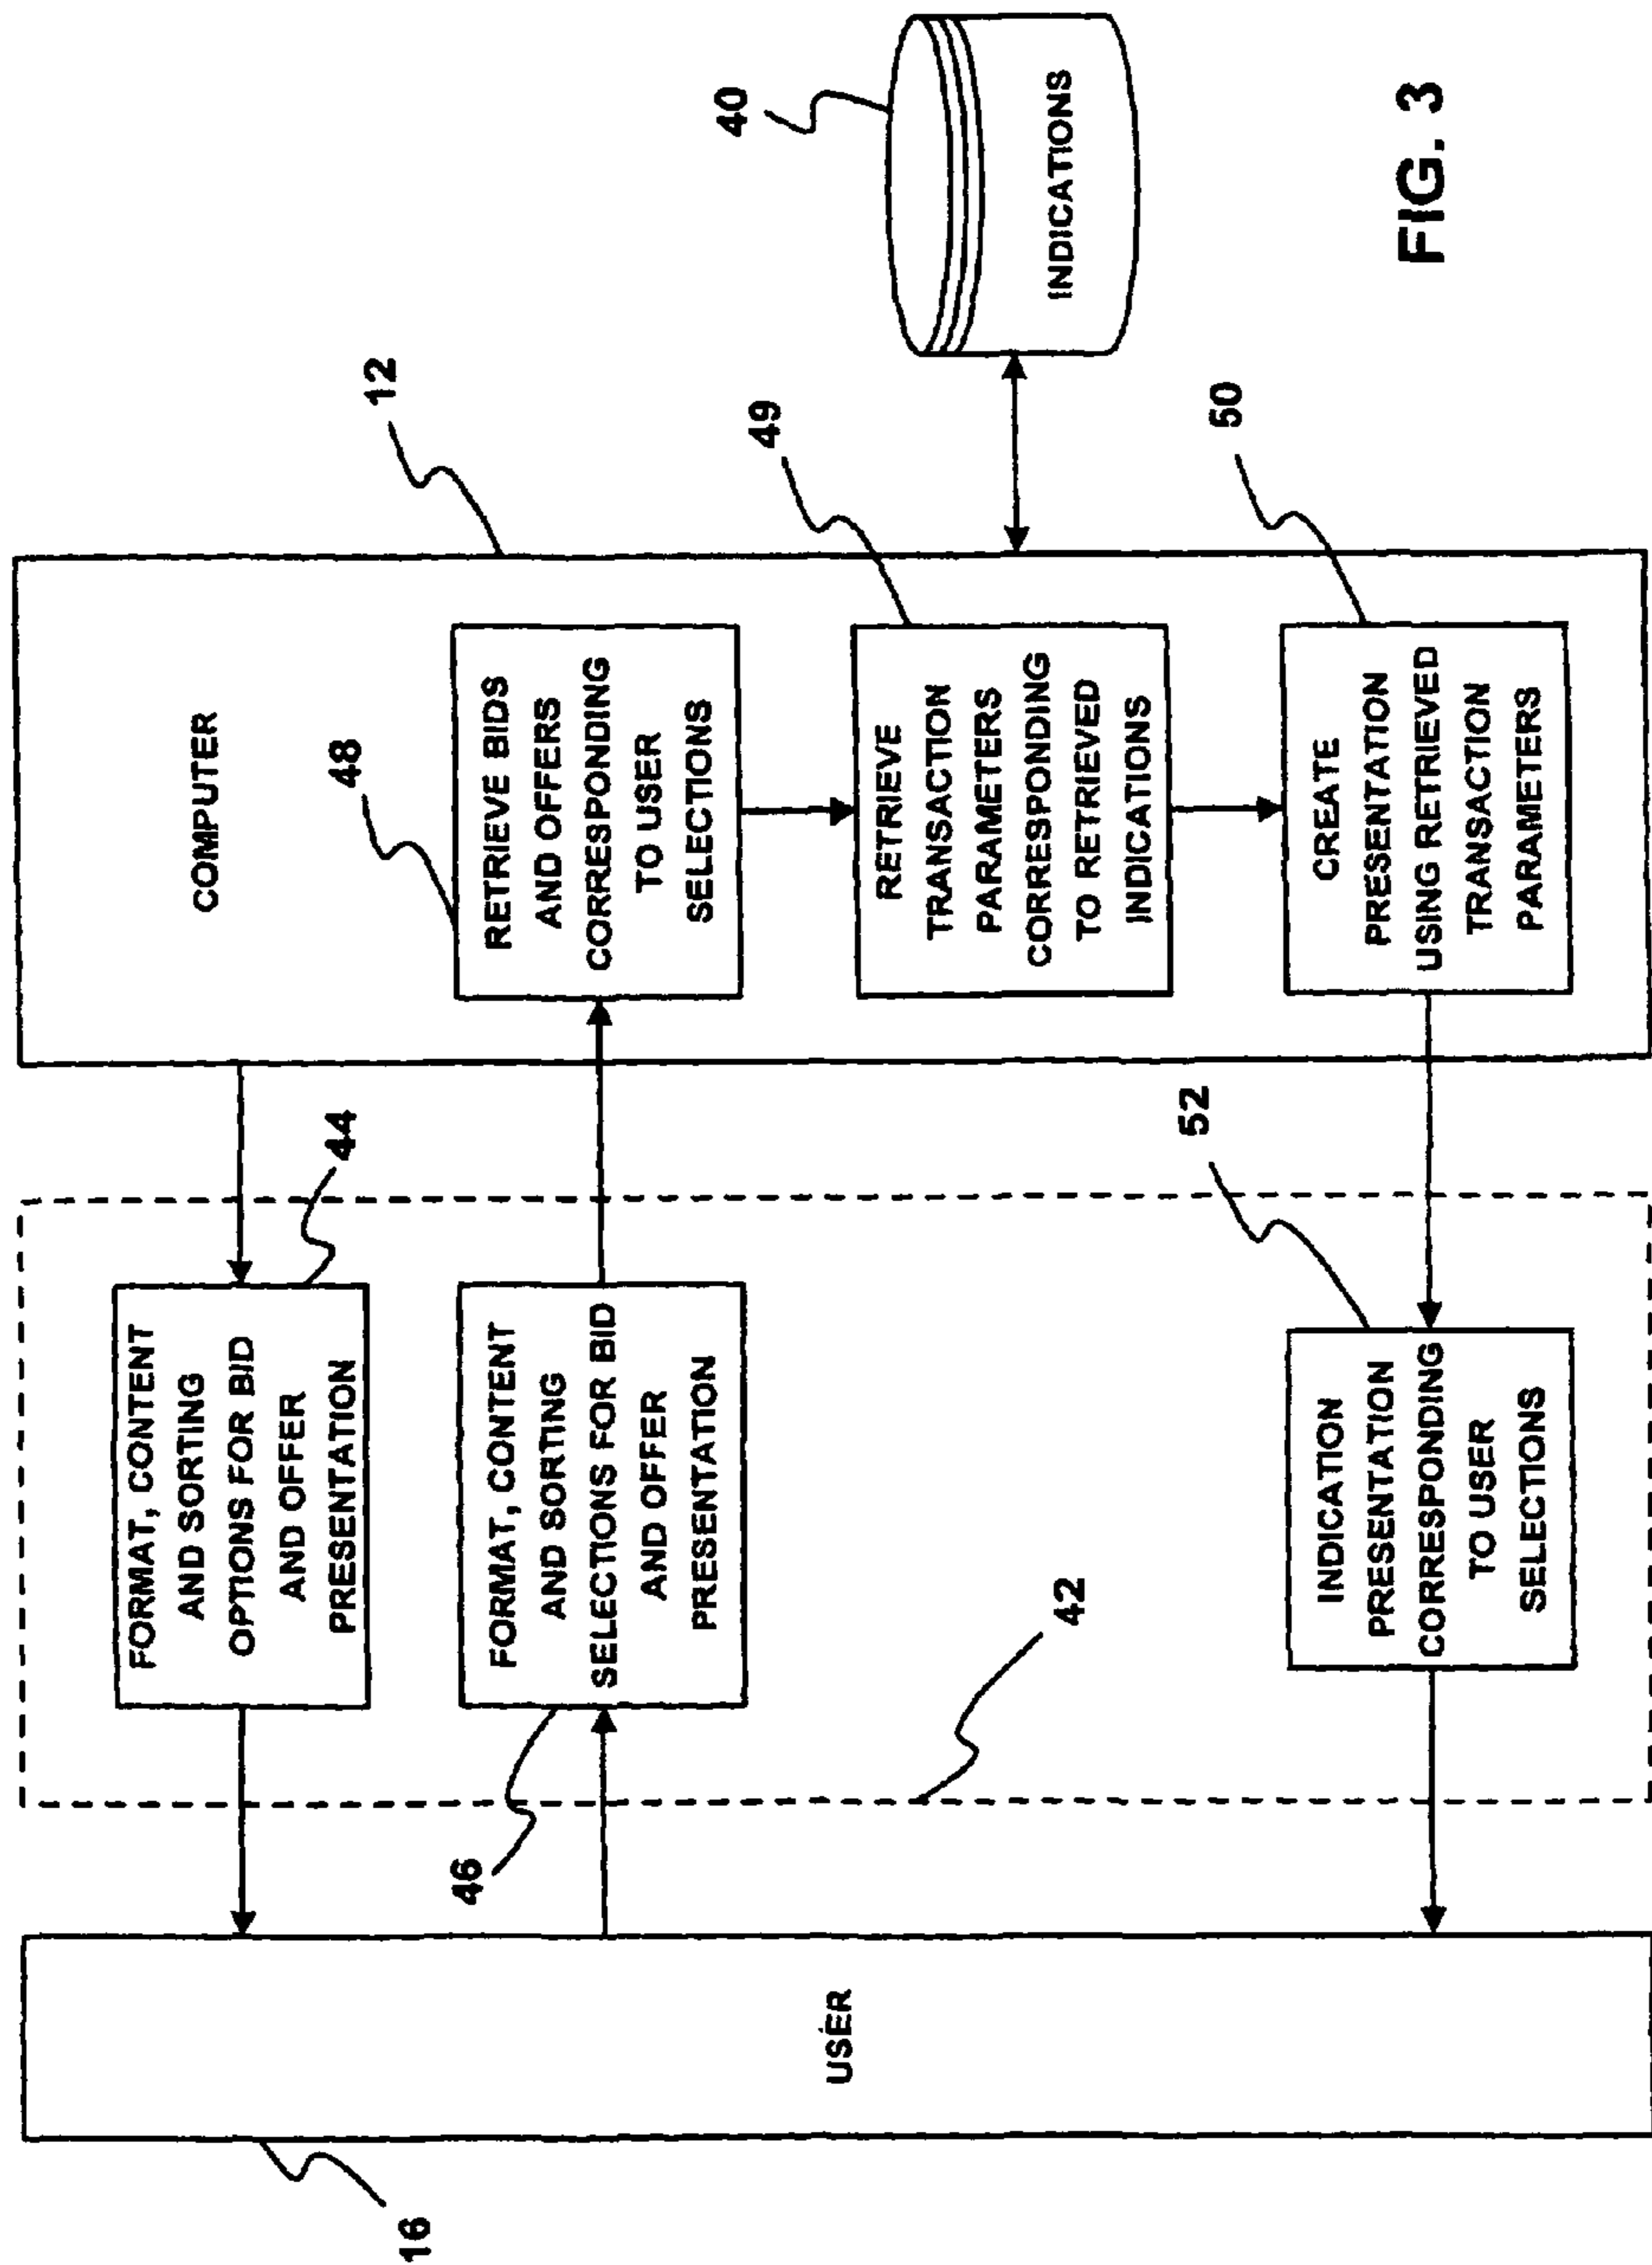 16
USER
46
42
FORMAT, CONTENT
AND SORTING
OPTIONS FOR BID
AND OFFER
PRESENTATION
44
FORMAT, CONTENT
AND SORTING
SELECTIONS FOR BID
AND OFFER
PRESENTATION
INDICATION
PRESENTATION
CORRESPONDING
TO USER
SELECTIONS
52
COMPUTER
12
48
RETRIEVE BIDS
AND OFFERS
CORRESPONDING
TO USER
SELECTIONS
49
RETRIEVE
TRANSACTION
PARAMETERS
CORRESPONDING
TO RETRIEVED
INDICATIONS
50
CREATE
PRESENTATION
USING RETRIEVED
TRANSACTION
PARAMETERS
40
INDICATIONS
FIG. 3